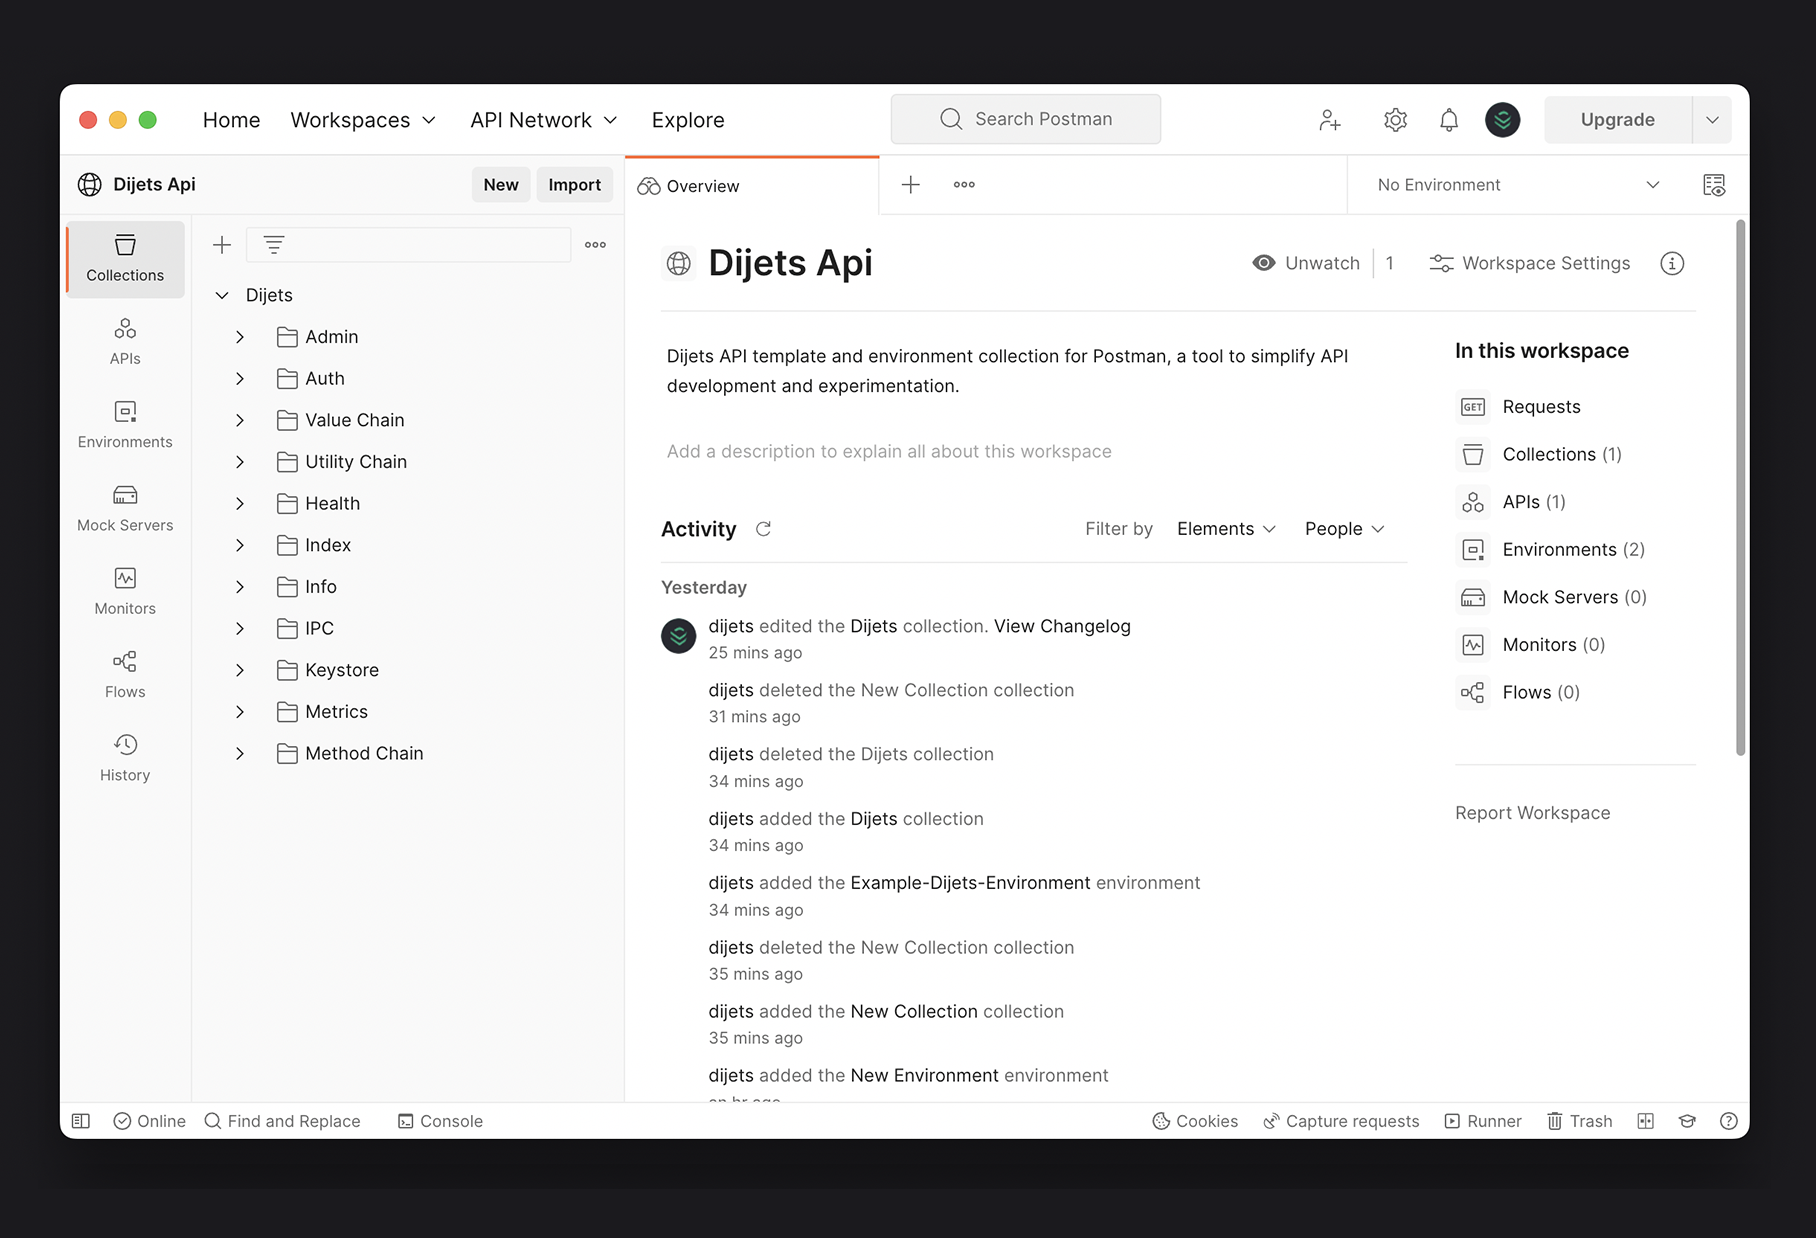 Home Workspaces API Network Explore Search Postman Upgrade
Dijets Api New Import Overview No Environment
Collections
APIs
Environments
Mock Servers
Monitors
Flows
History
Dijets
Admin
Auth
Value Chain
Utility Chain
Health
Index
Info
IPC
Keystore
Metrics
Method Chain
Dijets Api Unwatch 1 Workspace Settings
Dijets API template and environment collection for Postman, a tool to simplify API
development and experimentation.
Add a description to explain all about this workspace
Activity Filter by Elements People
Yesterday
dijets edited the Dijets collection. View Changelog
25 mins ago
dijets deleted the New Collection collection
31 mins ago
dijets deleted the Dijets collection
34 mins ago
dijets added the Dijets collection
34 mins ago
dijets added the Example-Dijets-Environment environment
34 mins ago
dijets deleted the New Collection collection
35 mins ago
dijets added the New Collection collection
35 mins ago
dijets added the New Environment environment
an hr ago
In this workspace
GET Requests
Collections (1)
APIs (1)
Environments (2)
Mock Servers (0)
Monitors (0)
Flows (0)
Report Workspace
Online Find and Replace Console Cookies Capture requests Runner Trash